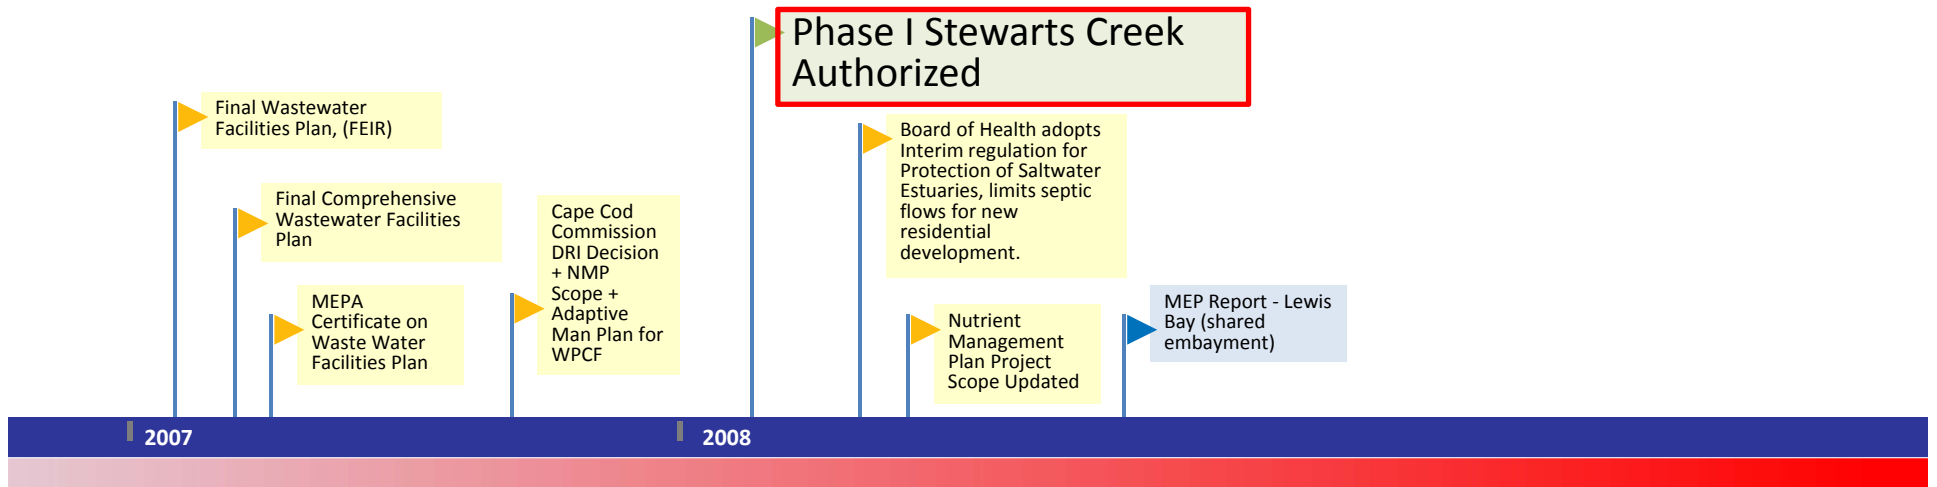 Phase I Stewarts Creek
Authorized
Final Wastewater
Facilities Plan, (FEIR)
Final Comprehensive
Wastewater Facilities
Plan
MEPA
Certificate on
Waste Water
Facilities Plan
Cape Cod
Commission
DRI Decision
+ NMP
Scope +
Adaptive
Man Plan for
WPCF
Board of Health adopts
Interim regulation for
Protection of Saltwater
Estuaries, limits septic
flows for new
residential
development.
Nutrient
Management
Plan Project
Scope Updated
MEP Report - Lewis
Bay (shared
embayment)
2007
2008